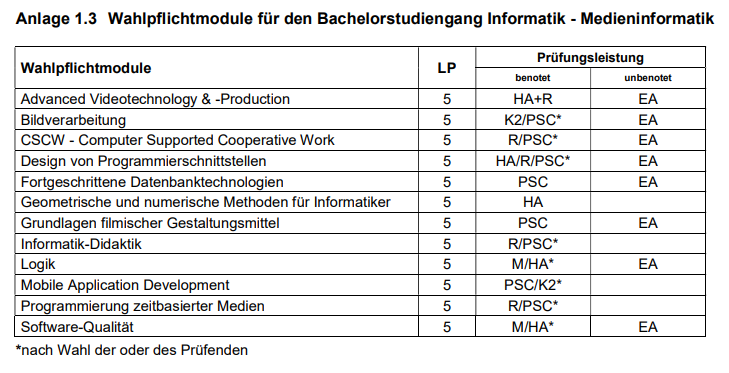 Anlage 1.3 Wahlpflichtmodule für den Bachelorstudiengang Informatik - Medieninformatik
Wahlpflichtmodule LP Prüfungsleistung
benotet unbenotet
Advanced Videotechnology & -Production 5 HA+R EA
Bildverarbeitung 5 K2/PSC* EA
CSCW - Computer Supported Cooperative Work 5 R/PSC* EA
Design von Programmierschnittstellen 5 HA/R/PSC* EA
Fortgeschrittene Datenbanktechnologien 5 PSC EA
Geometrische und numerische Methoden für Informatiker 5 HA
Grundlagen filmischer Gestaltungsmittel 5 PSC EA
Informatik-Didaktik 5 R/PSC*
Logik 5 M/HA* EA
Mobile Application Development 5 PSC/K2*
Programmierung zeitbasierter Medien 5 R/PSC*
Software-Qualität 5 M/HA* EA
*nach Wahl der oder des Prüfenden